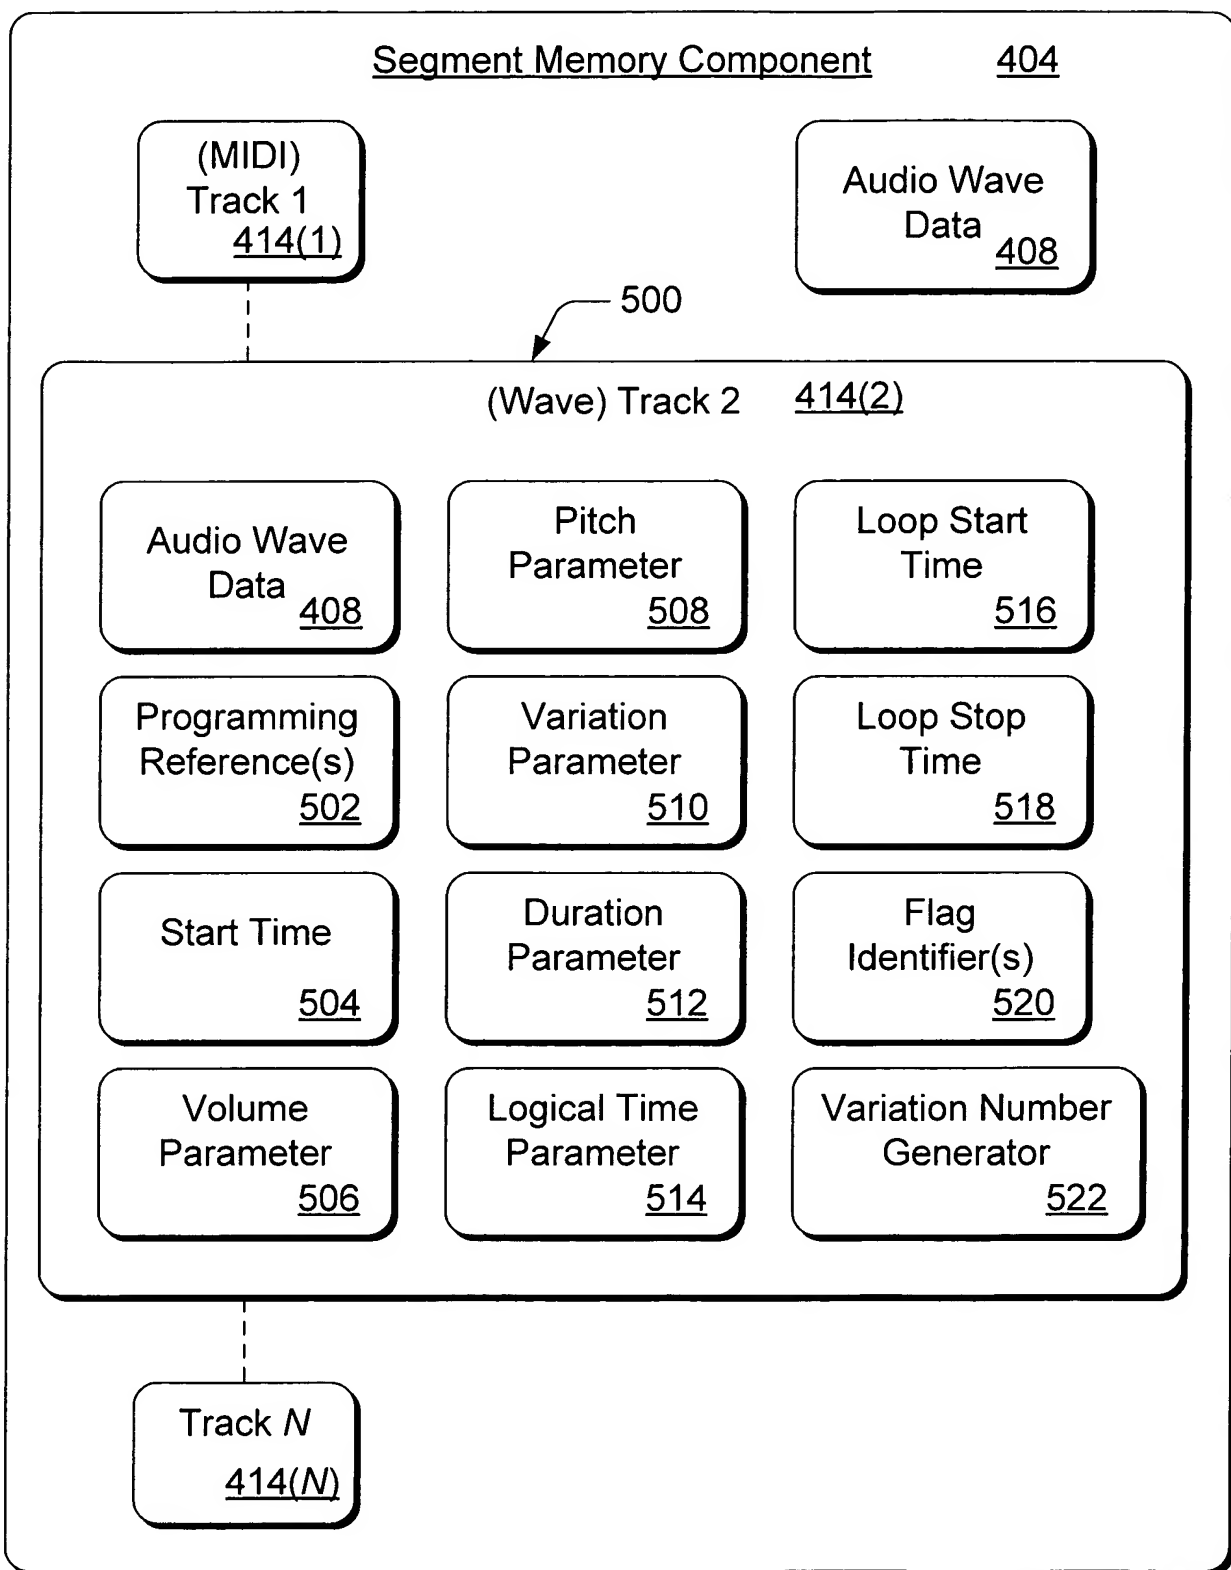 Segment Memory Component 404
(MIDI)
Track 1
414(1)
Audio Wave
Data
408
500
(Wave) Track 2 414(2)
Audio Wave
Data
408
Pitch
Parameter
508
Loop Start
Time
516
Programming
Reference(s)
502
Variation
Parameter
510
Loop Stop
Time
518
Start Time
504
Duration
Parameter
512
Flag
Identifier(s)
520
Volume
Parameter
506
Logical Time
Parameter
514
Variation Number
Generator
522
Track N
414(N)